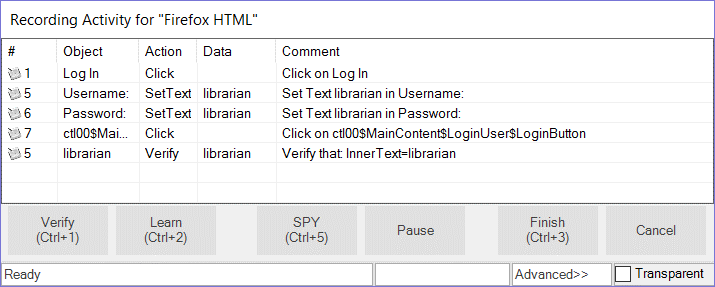 Recording Activity for "Firefox HTML"
# Object Action Data Comment
1 Log In Click Click on Log In
5 Username: SetText librarian Set Text librarian in Username:
6 Password: SetText librarian Set Text librarian in Password:
7 ctl00$Mai... Click Click on ctl00$MainContent$LoginUser$LoginButton
5 librarian Verify librarian Verify that: InnerText=librarian
Verify Learn SPY Pause Finish Cancel
(Ctrl+1) (Ctrl+2) (Ctrl+5) (Ctrl+3)
Ready Advanced>> Transparent